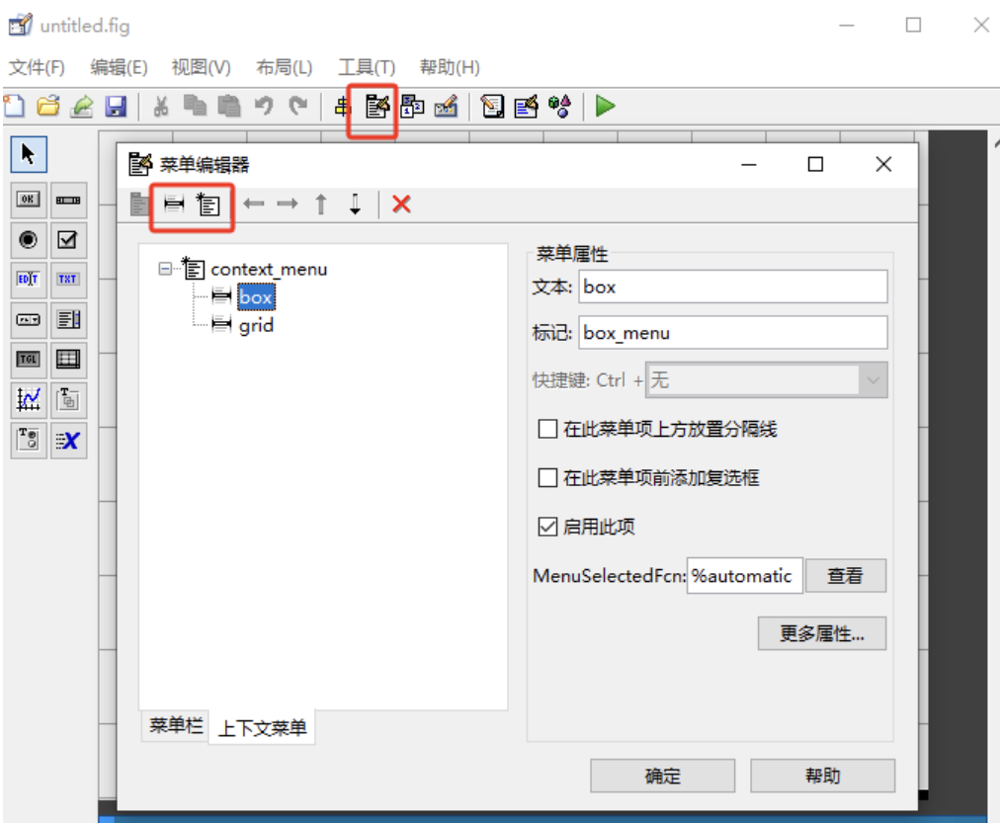 untitled.fig
文件(F) 编辑(E) 视图(V) 布局(L) 工具(T) 帮助(H)
菜单编辑器
OK
EDIT TXT
TGL
context_menu
box
grid
菜单属性
文本: box
标记: box_menu
快捷键: Ctrl + 无
在此菜单项上方放置分隔线
在此菜单项前添加复选框
启用此项
MenuSelectedFcn: %automatic 查看
更多属性...
菜单栏 上下文菜单
确定 帮助